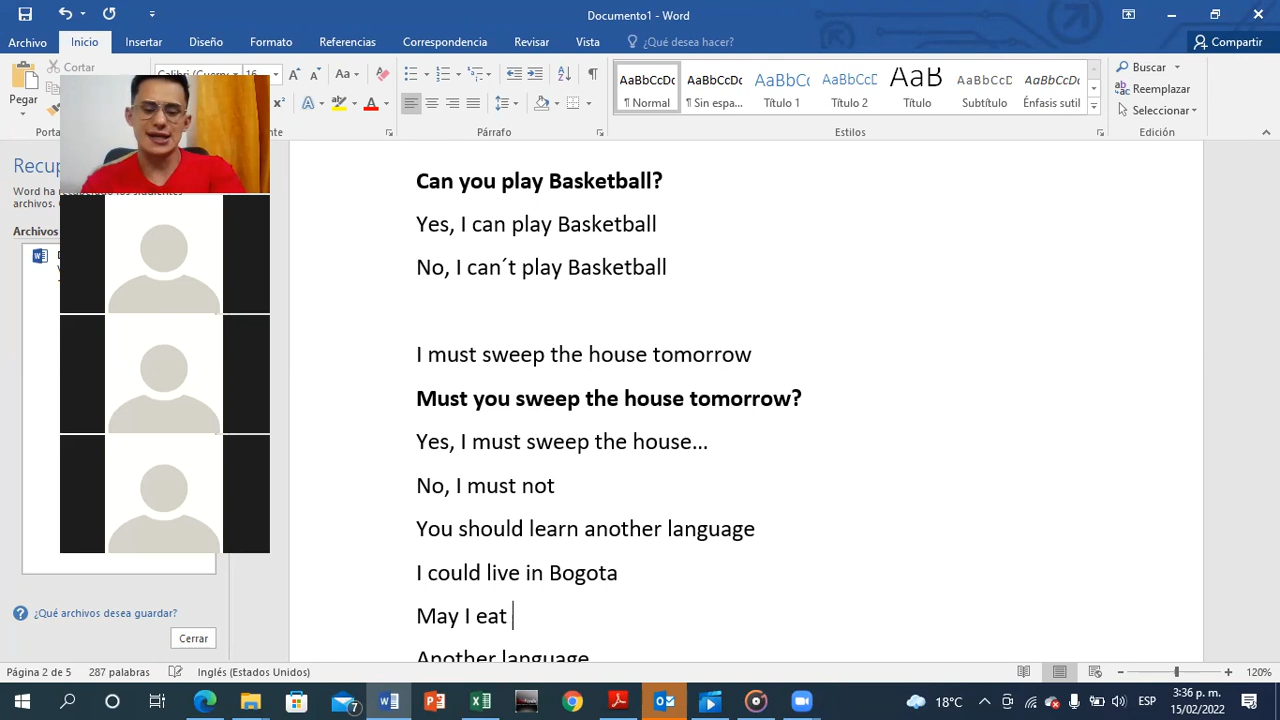 Documento1 - Word
Archivo Inicio Insertar Diseño Formato Referencias Correspondencia Revisar Vista ¿Qué desea hacer? Compartir
Pegar Cortar
16 Aa
AaBbCcDc AaBbCcDc AaBbCc AaBbCcD AaB AaBbCcD AaBbCcDc
¶ Normal ¶ Sin espa... Título 1 Título 2 Título Subtítulo Énfasis sutil
Buscar
Reemplazar
Seleccionar
Párrafo Estilos Edición
Can you play Basketball?
Yes, I can play Basketball
No, I can´t play Basketball
I must sweep the house tomorrow
Must you sweep the house tomorrow?
Yes, I must sweep the house...
No, I must not
You should learn another language
I could live in Bogota
May I eat
Another language
¿Qué archivos desea guardar?
Cerrar
Página 2 de 5 287 palabras Inglés (Estados Unidos) 120%
7 18°C ESP 3:36 p. m.
15/02/2022